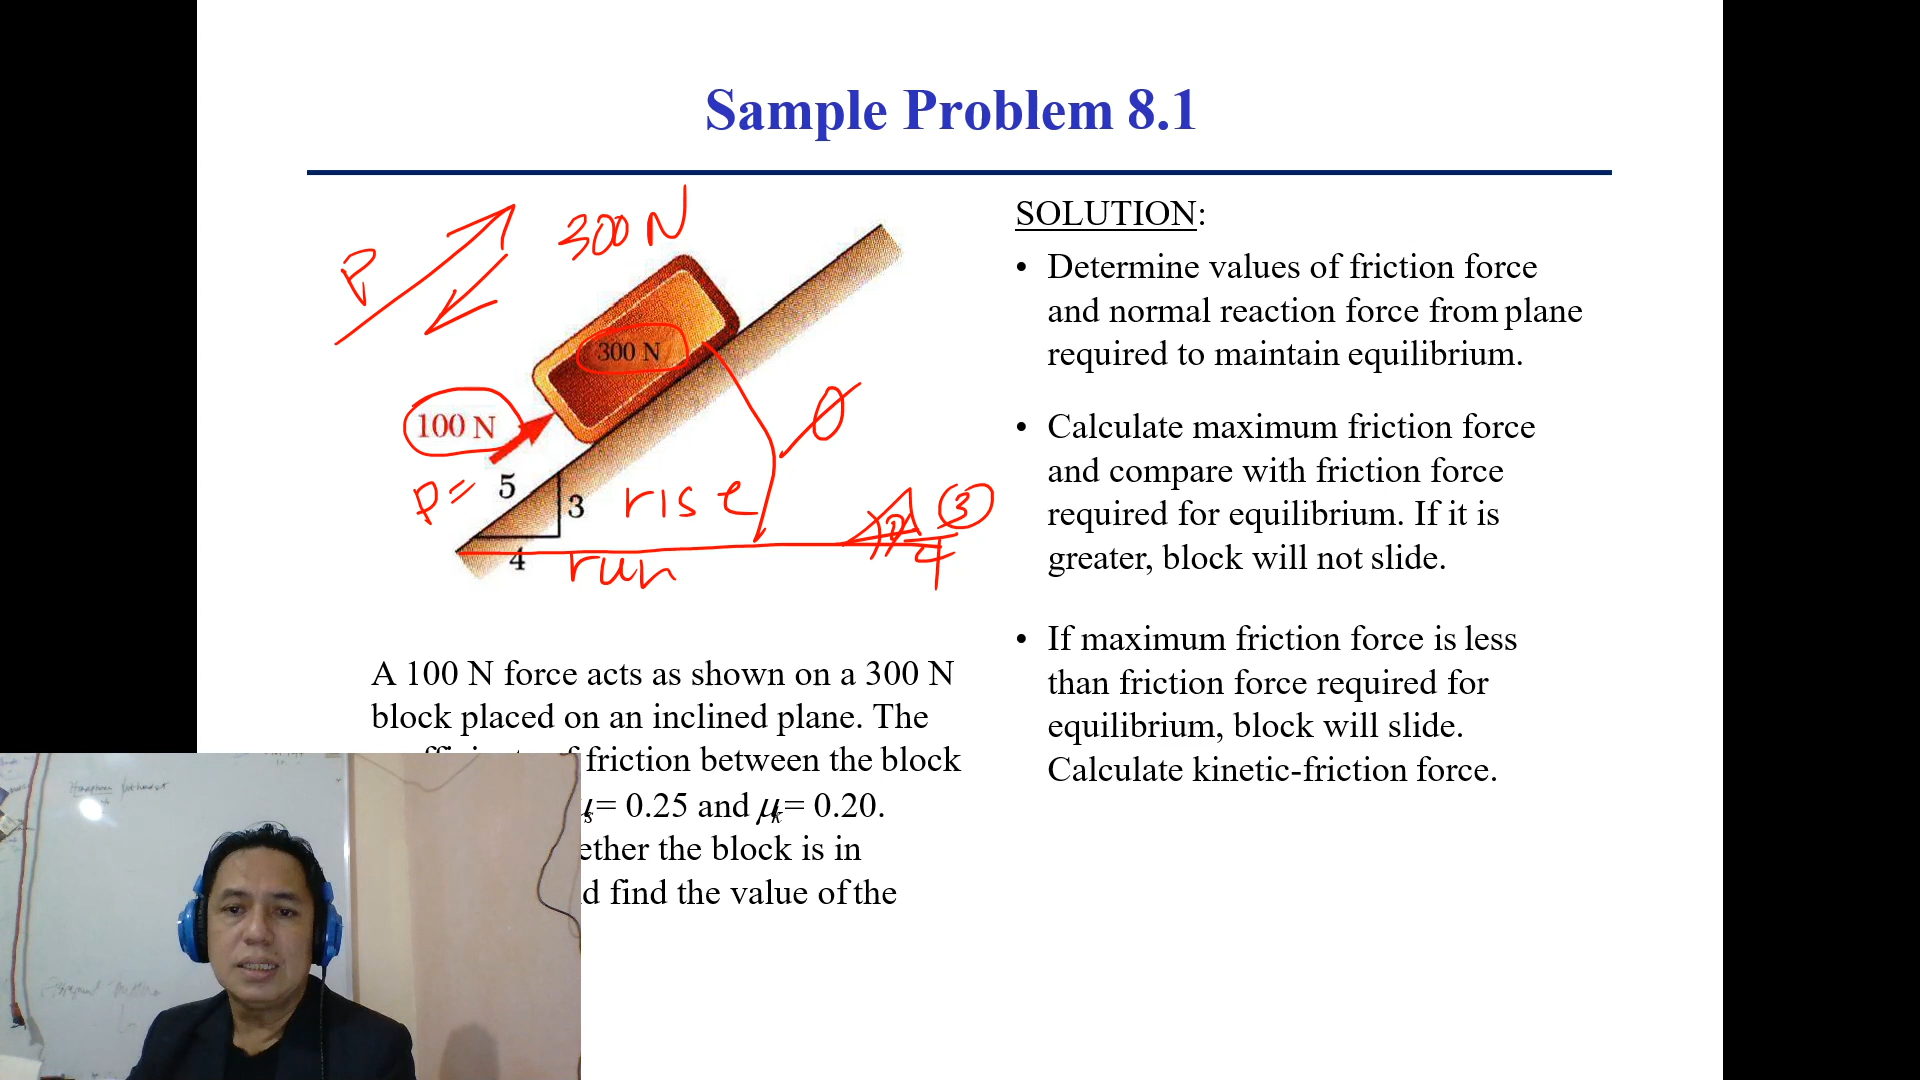 Sample Problem 8.1
P
300 N
300 N
100 N
P =
5
3
4
rise
run
θ
θ
3
4
A 100 N force acts as shown on a 300 N
block placed on an inclined plane. The
friction between the block
= 0.25 and μk = 0.20.
ether the block is in
d find the value of the
SOLUTION:
• Determine values of friction force
and normal reaction force from plane
required to maintain equilibrium.
• Calculate maximum friction force
and compare with friction force
required for equilibrium. If it is
greater, block will not slide.
• If maximum friction force is less
than friction force required for
equilibrium, block will slide.
Calculate kinetic-friction force.